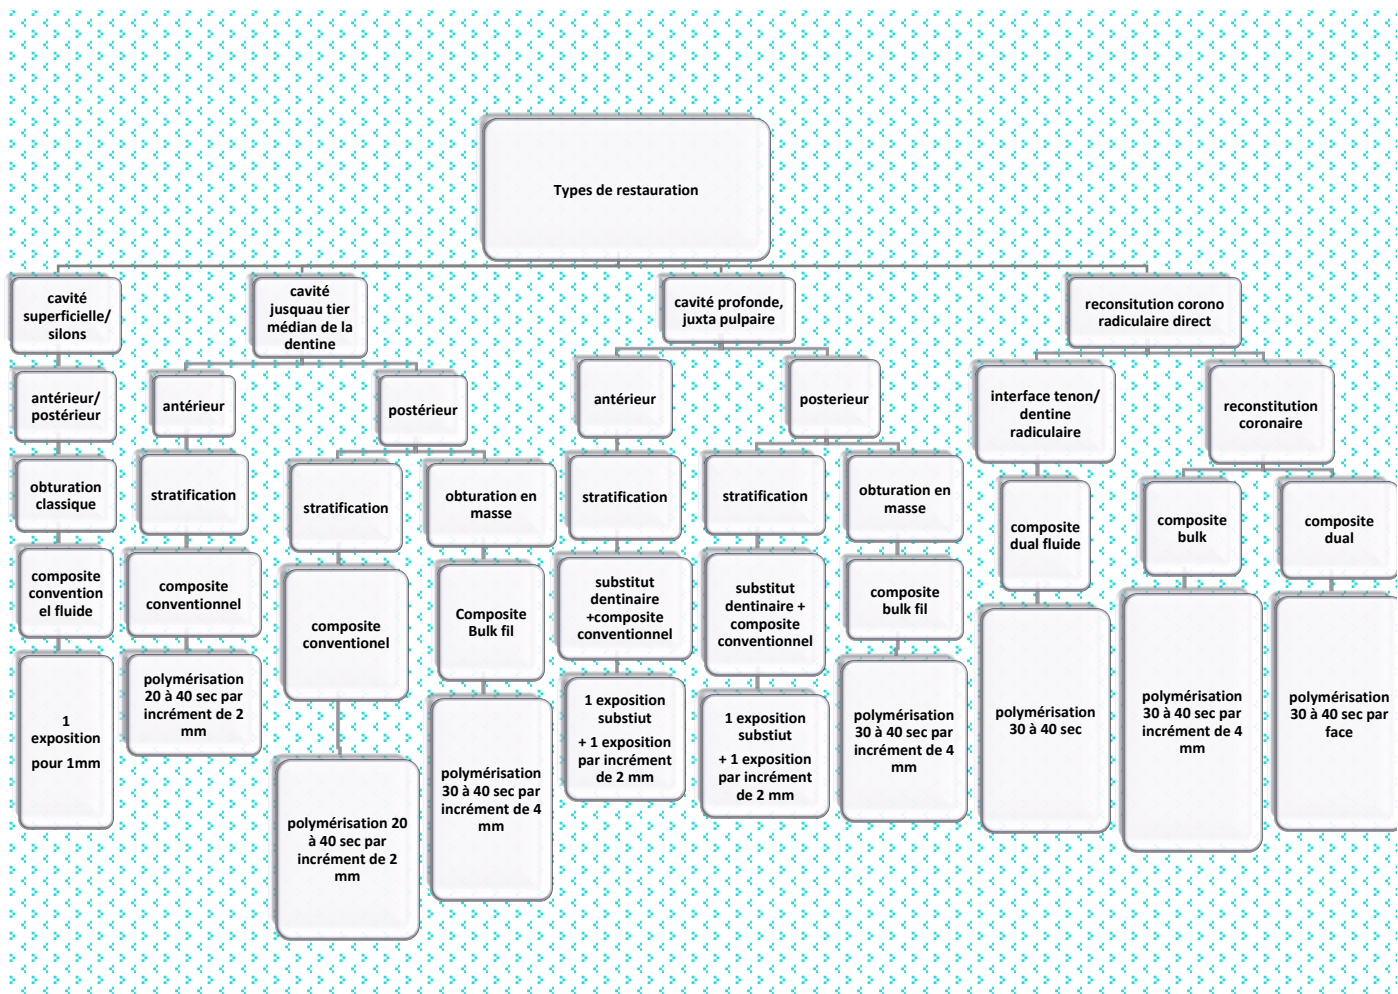 Types de restauration
cavité
superficielle/
silons
cavité
jusquau tier
médian de la
dentine
cavité profonde,
juxta pulpaire
reconsitution corono
radiculaire direct
antérieur/
postérieur
antérieur
postérieur
antérieur
posterieur
interface tenon/
dentine
radiculaire
reconstitution
coronaire
obturation
classique
stratification
stratification
obturation en
masse
stratification
stratification
obturation en
masse
composite
dual fluide
composite
bulk
composite
dual
composite
convention
el fluide
composite
conventionnel
composite
conventionel
Composite
Bulk fil
substitut
dentinaire
+composite
conventionnel
substitut
dentinaire +
composite
conventionnel
composite
bulk fil
1
exposition
pour 1mm
polymérisation
20 à 40 sec par
incrément de 2
mm
polymérisation 20
à 40 sec par
incrément de 2
mm
polymérisation
30 à 40 sec par
incrément de 4
mm
1 exposition
substiut
+ 1 exposition
par incrément
de 2 mm
1 exposition
substiut
+ 1 exposition
par incrément
de 2 mm
polymérisation
30 à 40 sec par
incrément de 4
mm
polymérisation
30 à 40 sec
polymérisation
30 à 40 sec par
incrément de 4
mm
polymérisation
30 à 40 sec par
face